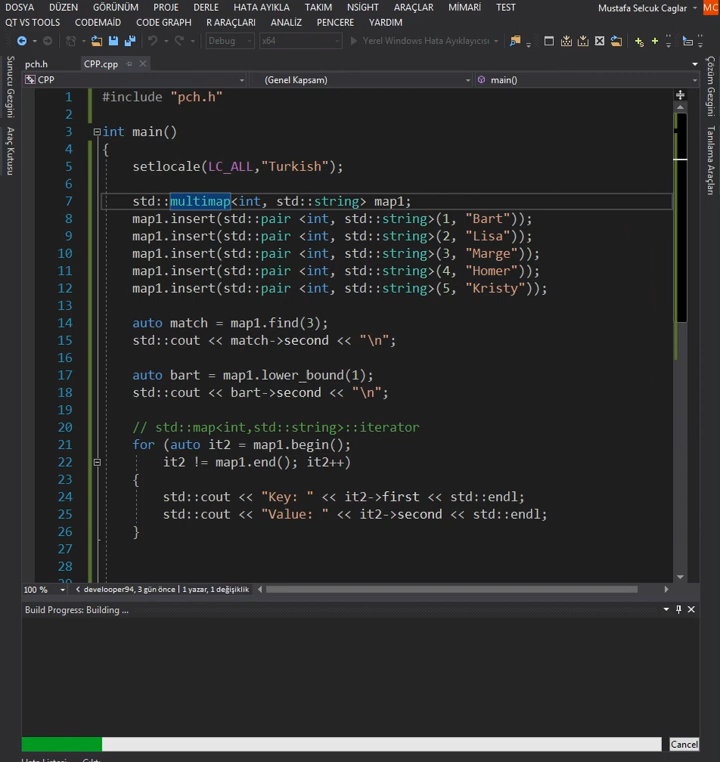 DOSYA DÜZEN GÖRÜNÜM PROJE DERLE HATA AYIKLA TAKIM NSİGHT ARAÇLAR MİMARİ TEST Mustafa Selcuk Caglar MC
QT VS TOOLS CODEMAID CODE GRAPH R ARAÇLARI ANALİZ PENCERE YARDIM
Debug x64 Yerel Windows Hata Ayıklayıcısı
Sunucu Gezgini
Araç Kutusu
pch.h CPP.cpp
CPP (Genel Kapsam) main()
1 #include "pch.h"
2
3 int main()
4 {
5 setlocale(LC_ALL,"Turkish");
6
7 std::multimap<int, std::string> map1;
8 map1.insert(std::pair <int, std::string>(1, "Bart"));
9 map1.insert(std::pair <int, std::string>(2, "Lisa"));
10 map1.insert(std::pair <int, std::string>(3, "Marge"));
11 map1.insert(std::pair <int, std::string>(4, "Homer"));
12 map1.insert(std::pair <int, std::string>(5, "Kristy"));
13
14 auto match = map1.find(3);
15 std::cout << match->second << "\n";
16
17 auto bart = map1.lower_bound(1);
18 std::cout << bart->second << "\n";
19
20 // std::map<int,std::string>::iterator
21 for (auto it2 = map1.begin();
22 it2 != map1.end(); it2++)
23 {
24 std::cout << "Key: " << it2->first << std::endl;
25 std::cout << "Value: " << it2->second << std::endl;
26 }
27
28
29
Çözüm Gezgini
Tanılama Araçları
100 % develooper94, 3 gün önce | 1 yazar, 1 değişiklik
Build Progress: Building ...
Cancel
Hata Listesi Çıktı